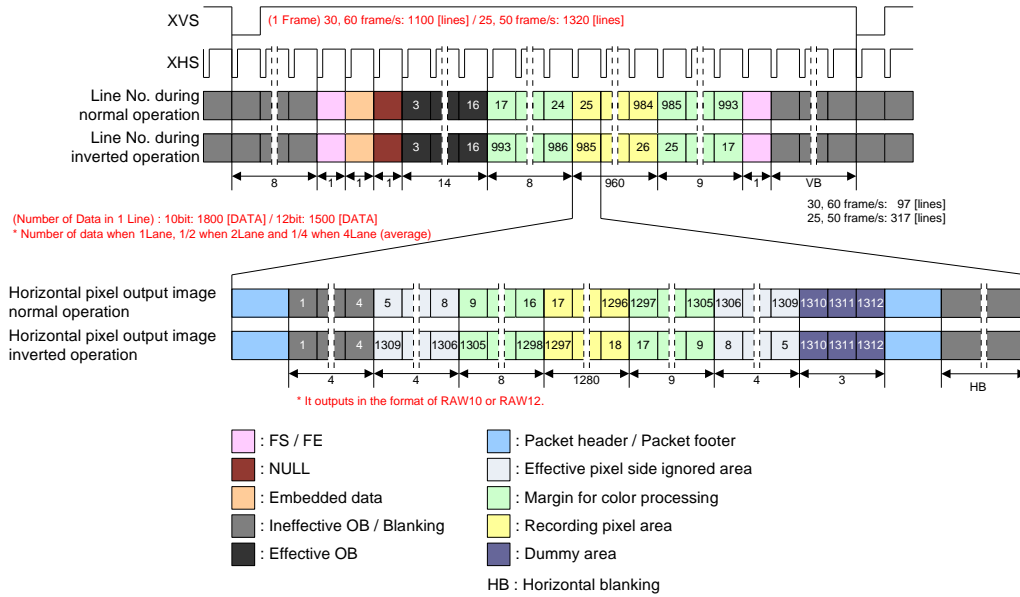 XVS
(1 Frame) 30, 60 frame/s: 1100 [lines] / 25, 50 frame/s: 1320 [lines]
XHS
Line No. during
normal operation
3 16 17 24 25 984 985 993
Line No. during
inverted operation
3 16 993 986 985 26 25 17
8 1 1 1 14 8 960 9 1 VB
30, 60 frame/s: 97 [lines]
25, 50 frame/s: 317 [lines]
(Number of Data in 1 Line) : 10bit: 1800 [DATA] / 12bit: 1500 [DATA]
* Number of data when 1Lane, 1/2 when 2Lane and 1/4 when 4Lane (average)
Horizontal pixel output image
normal operation
1 4 5 8 9 16 17 1296 1297 1305 1306 1309 1310 1311 1312
Horizontal pixel output image
inverted operation
1 4 1309 1306 1305 1298 1297 18 17 9 8 5 1310 1311 1312
4 4 8 1280 9 4 3 HB
* It outputs in the format of RAW10 or RAW12.
: FS / FE
: NULL
: Embedded data
: Ineffective OB / Blanking
: Effective OB
: Packet header / Packet footer
: Effective pixel side ignored area
: Margin for color processing
: Recording pixel area
: Dummy area
HB : Horizontal blanking